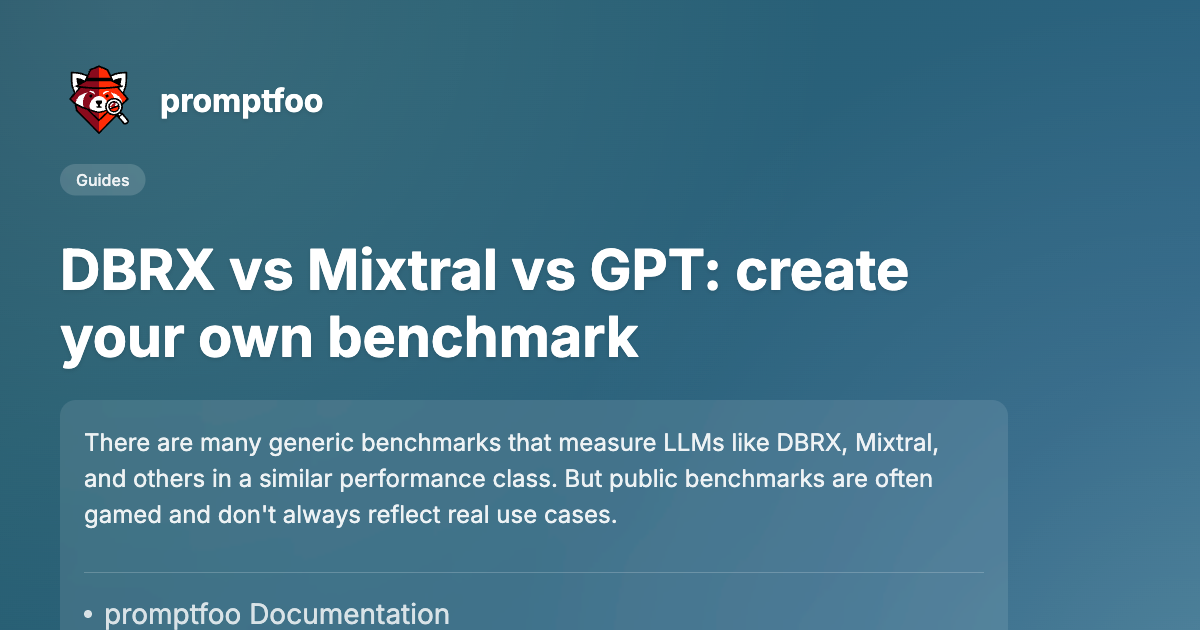 promptfoo
Guides
DBRX vs Mixtral vs GPT: create
your own benchmark
There are many generic benchmarks that measure LLMs like DBRX, Mixtral,
and others in a similar performance class. But public benchmarks are often
gamed and don't always reflect real use cases.
• promptfoo Documentation